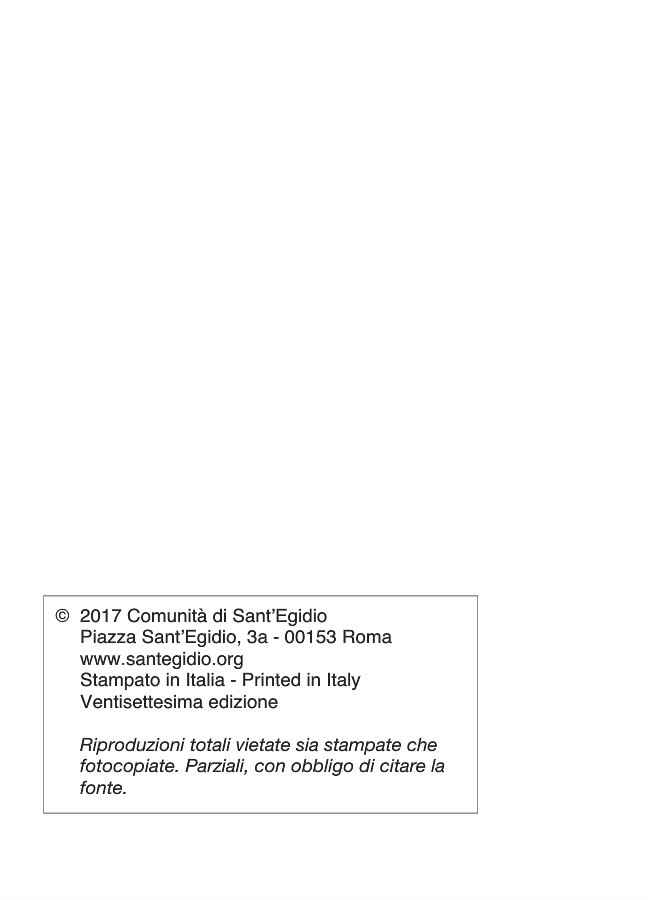 © 2017 Comunità di Sant’Egidio
Piazza Sant’Egidio, 3a - 00153 Roma
www.santegidio.org
Stampato in Italia - Printed in Italy
Ventisettesima edizione
Riproduzioni totali vietate sia stampate che
fotocopiate. Parziali, con obbligo di citare la
fonte.